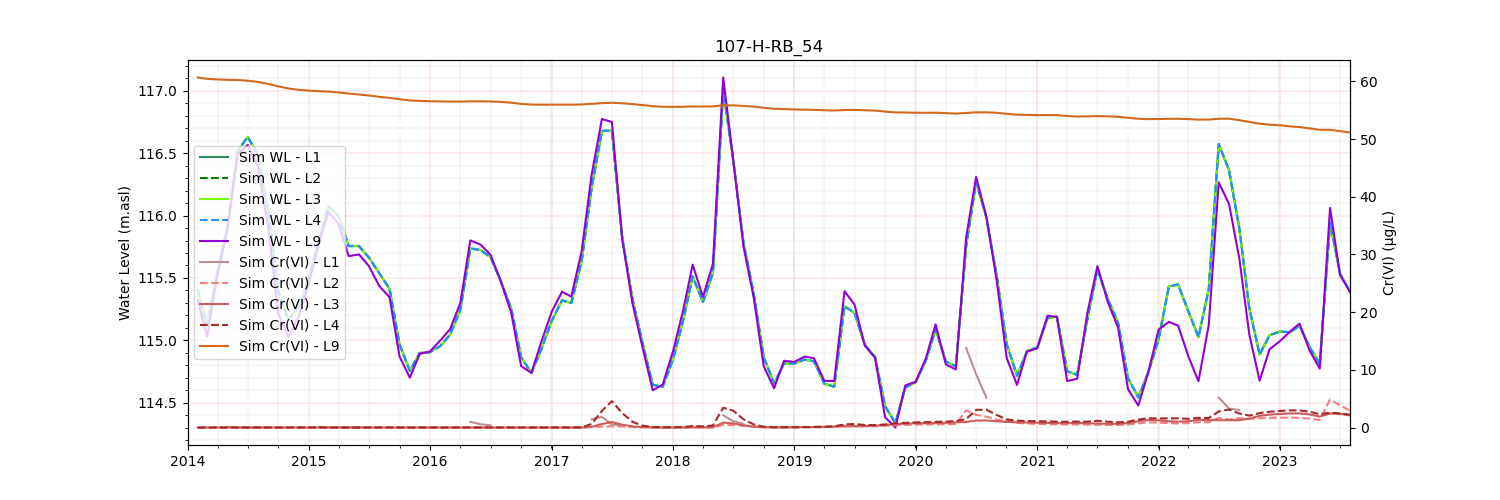 107-H-RB_54
117.0
116.5
116.0
115.5
115.0
114.5
Water Level (m.asl)
Sim WL - L1
Sim WL - L2
Sim WL - L3
Sim WL - L4
Sim WL - L9
Sim Cr(VI) - L1
Sim Cr(VI) - L2
Sim Cr(VI) - L3
Sim Cr(VI) - L4
Sim Cr(VI) - L9
60
50
40
30
20
10
0
Cr(VI) (μg/L)
2014 2015 2016 2017 2018 2019 2020 2021 2022 2023